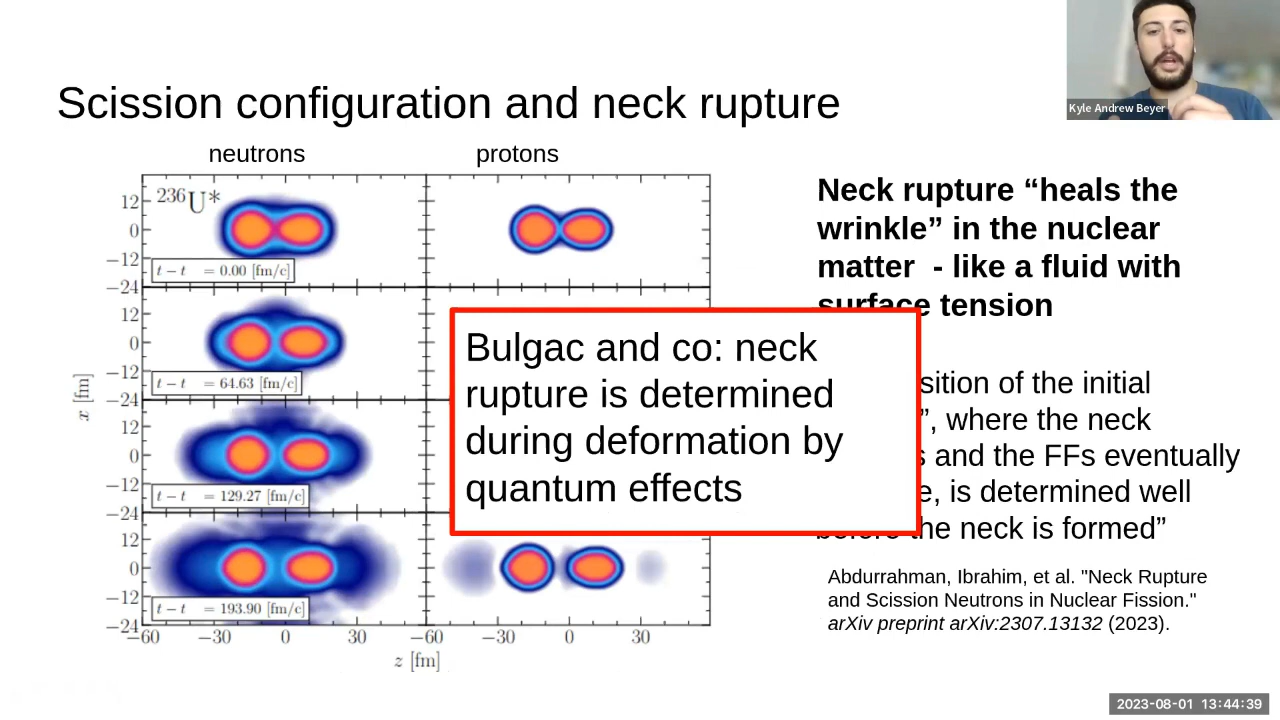 Kyle Andrew Beyer
Scission configuration and neck rupture
neutrons
protons
236U*
12
0
−12
−24
t − t = 0.00 [fm/c]
12
0
−12
−24
t − t = 64.63 [fm/c]
12
0
−12
−24
t − t = 129.27 [fm/c]
12
0
−12
−24
t − t = 193.90 [fm/c]
x [fm]
−60 −30 0 30 −60 −30 0 30
z [fm]
Neck rupture “heals the
wrinkle” in the nuclear
matter - like a fluid with
surface tension
Bulgac and co: neck
rupture is determined
during deformation by
quantum effects
of the initial
”, where the neck
and the FFs eventually
is determined well
before the neck is formed”
Abdurrahman, Ibrahim, et al. "Neck Rupture
and Scission Neutrons in Nuclear Fission."
arXiv preprint arXiv:2307.13132 (2023).
2023-08-01 13:44:39